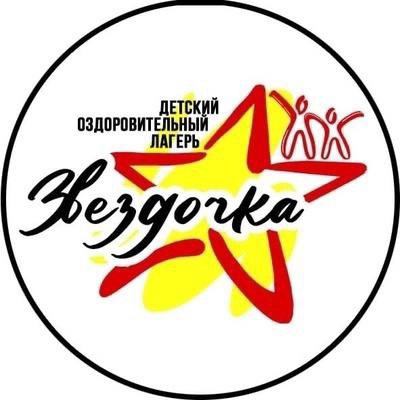 ДЕТСКИЙ
ОЗДОРОВИТЕЛЬНЫЙ
ЛАГЕРЬ
Звездочка